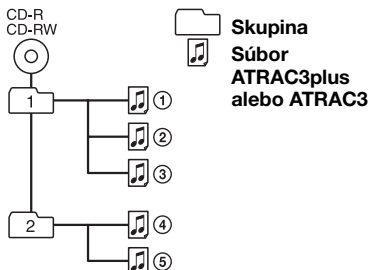 CD-R
CD-RW
Skupina
Súbor
ATRAC3plus
alebo ATRAC3
1
①
②
③
2
④
⑤